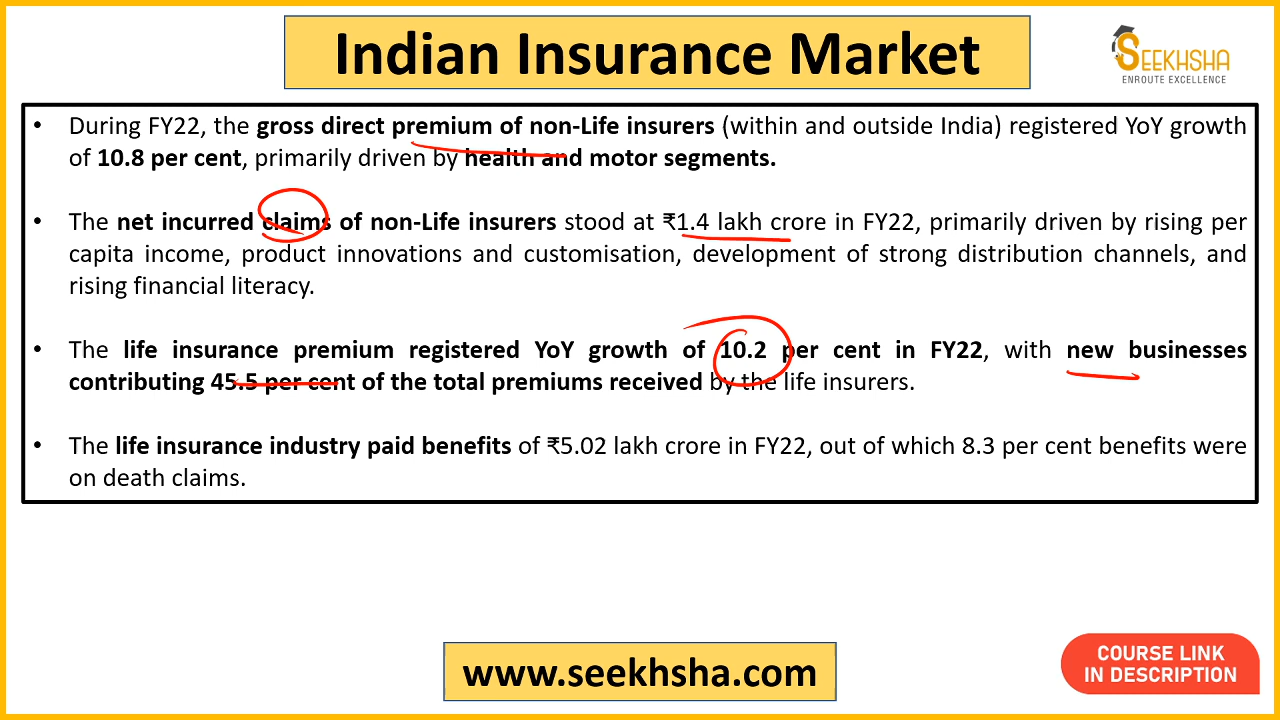 Indian Insurance Market
SEEKHSHA
ENROUTE EXCELLENCE
• During FY22, the gross direct premium of non-Life insurers (within and outside India) registered YoY growth
of 10.8 per cent, primarily driven by health and motor segments.
• The net incurred claims of non-Life insurers stood at ₹1.4 lakh crore in FY22, primarily driven by rising per
capita income, product innovations and customisation, development of strong distribution channels, and
rising financial literacy.
• The life insurance premium registered YoY growth of 10.2 per cent in FY22, with new businesses
contributing 45.5 per cent of the total premiums received by the life insurers.
• The life insurance industry paid benefits of ₹5.02 lakh crore in FY22, out of which 8.3 per cent benefits were
on death claims.
www.seekhsha.com
COURSE LINK
IN DESCRIPTION